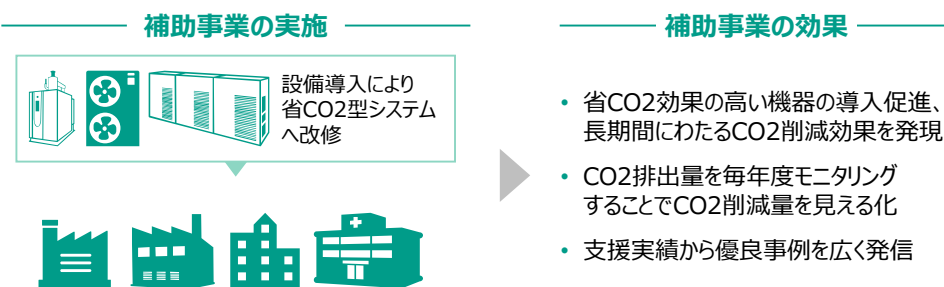 補助事業の実施
設備導入により
省CO2型システム
へ改修
補助事業の効果
• 省CO2効果の高い機器の導入促進、
長期間にわたるCO2削減効果を発現
• CO2排出量を毎年度モニタリング
することでCO2削減量を見える化
• 支援実績から優良事例を広く発信